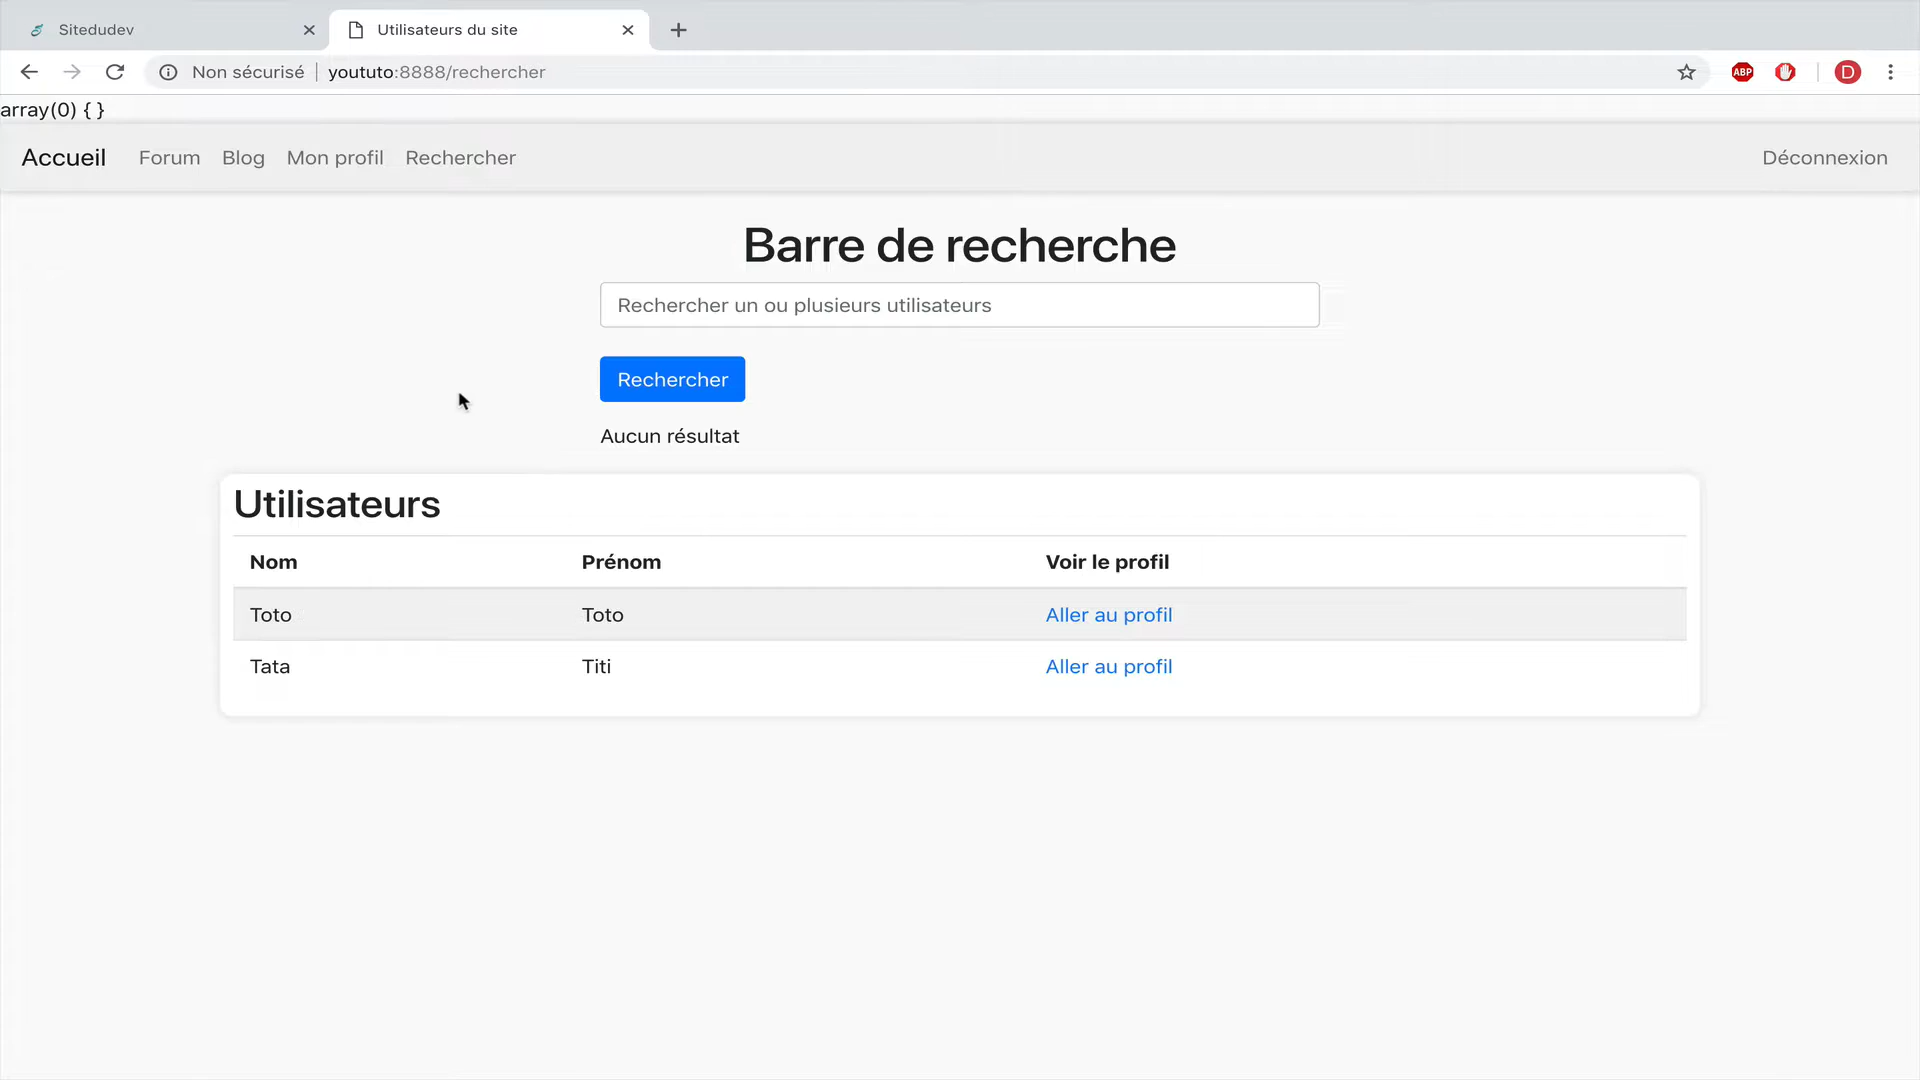 Sitedudev
Utilisateurs du site
Non sécurisé
yoututo:8888/rechercher
ABP
D
array(0) { }
Accueil
Forum
Blog
Mon profil
Rechercher
Déconnexion
Barre de recherche
Rechercher un ou plusieurs utilisateurs
Rechercher
Aucun résultat
Utilisateurs
Nom Prénom Voir le profil
Toto Toto Aller au profil
Tata Titi Aller au profil